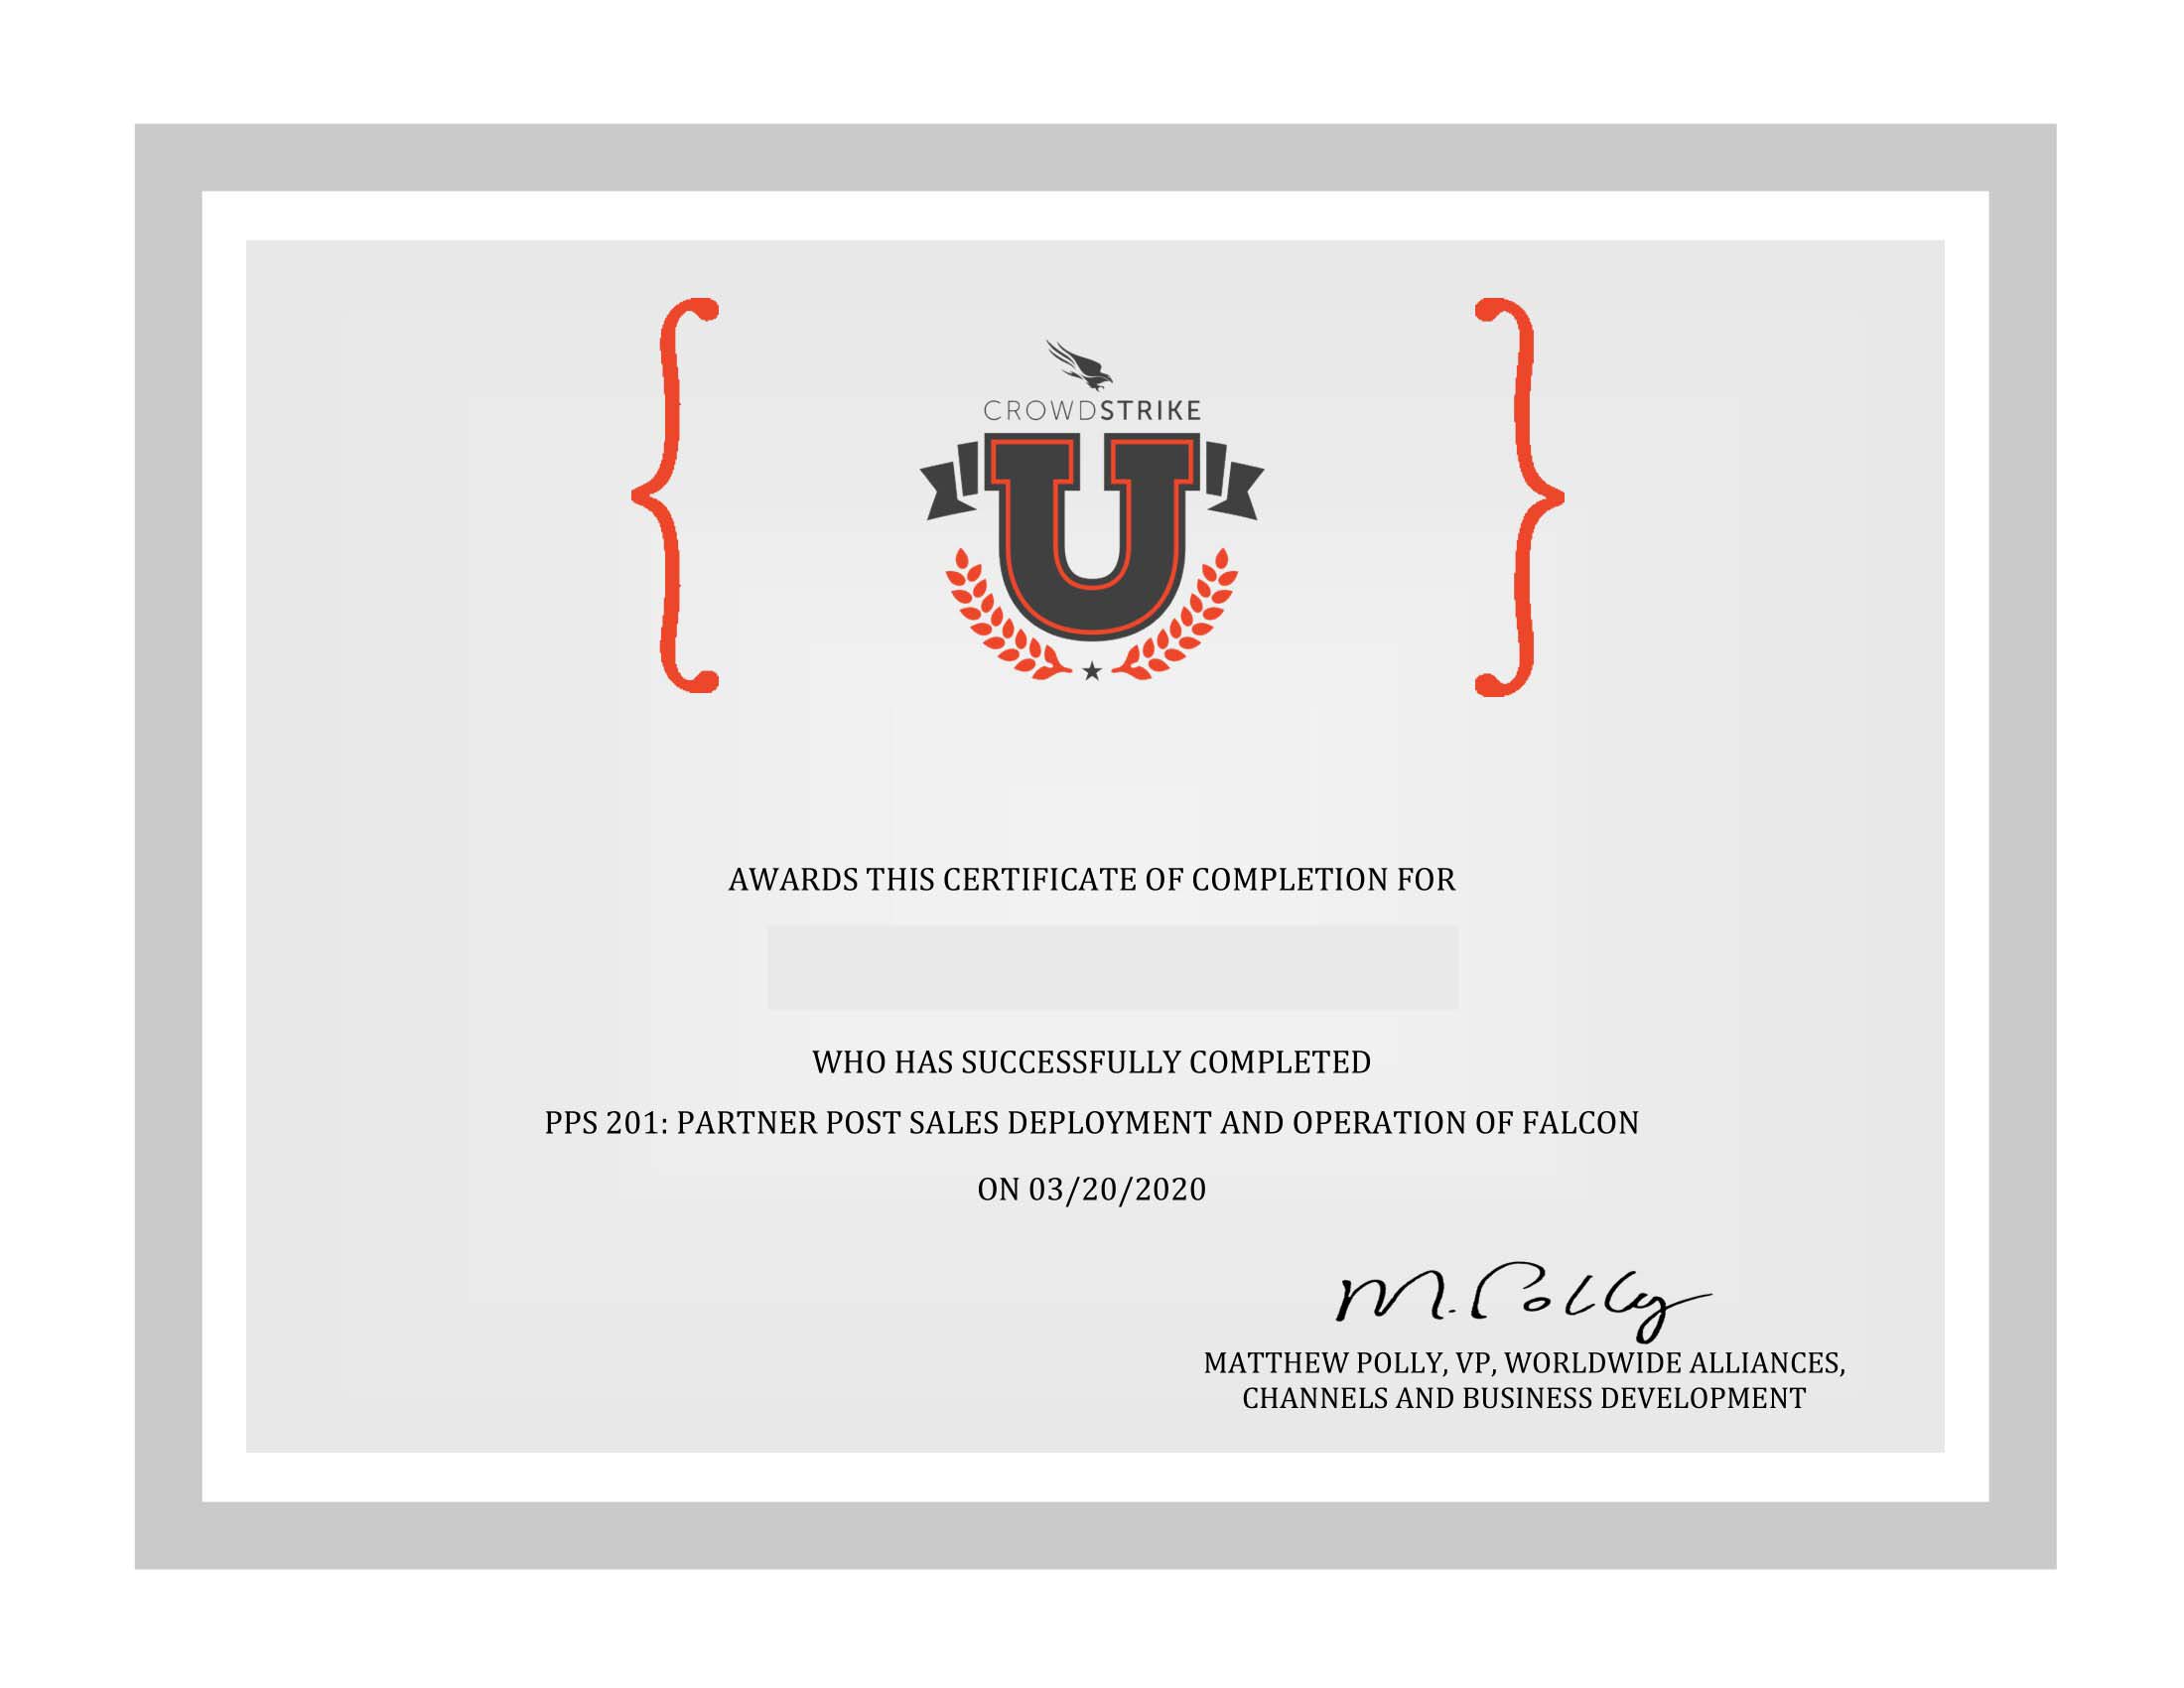 CROWDSTRIKE
U
AWARDS THIS CERTIFICATE OF COMPLETION FOR
WHO HAS SUCCESSFULLY COMPLETED
PPS 201: PARTNER POST SALES DEPLOYMENT AND OPERATION OF FALCON
ON 03/20/2020
M. Polly
MATTHEW POLLY, VP, WORLDWIDE ALLIANCES,
CHANNELS AND BUSINESS DEVELOPMENT